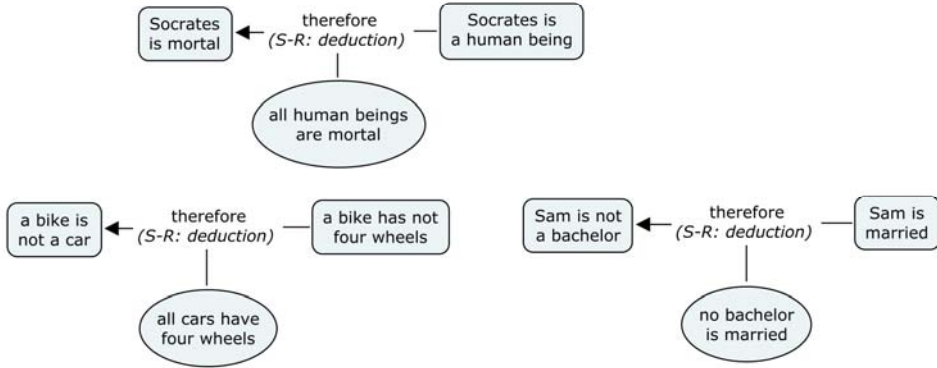 Socrates
is mortal
therefore
(S-R: deduction)
Socrates is
a human being
all human beings
are mortal
a bike is
not a car
therefore
(S-R: deduction)
a bike has not
four wheels
all cars have
four wheels
Sam is not
a bachelor
therefore
(S-R: deduction)
Sam is
married
no bachelor
is married